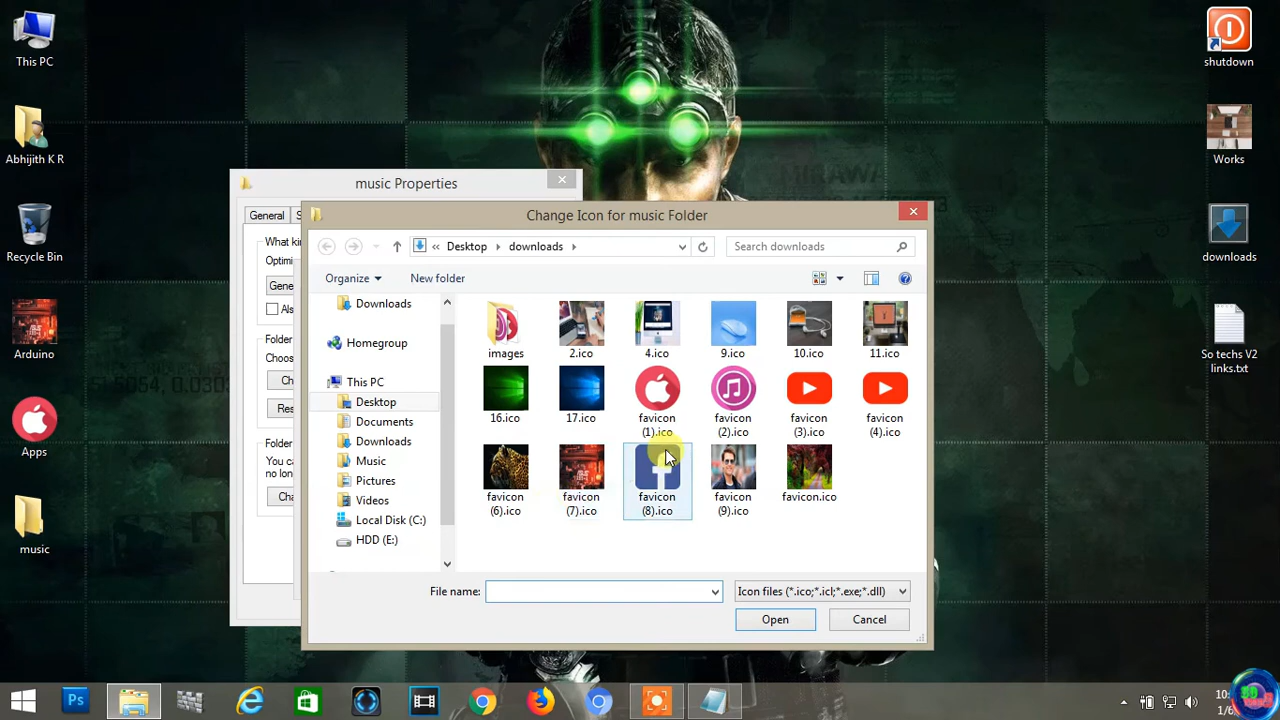 This PC
Abhijith K R
Recycle Bin
Arduino
Apps
music
shutdown
Works
downloads
So techs V2
links.txt
music Properties
General
What kin
Optimi
Gene
Als
Folder
Choos
Ch
Res
Folder
You ca
no lon
Cha
Change Icon for music Folder
Desktop
downloads
Search downloads
Organize
New folder
Downloads
Homegroup
This PC
Desktop
Documents
Downloads
Music
Pictures
Videos
Local Disk (C:)
HDD (E:)
images
2.ico
4.ico
9.ico
10.ico
11.ico
16.ico
17.ico
favicon
(1).ico
favicon
(2).ico
favicon
(3).ico
favicon
(4).ico
favicon
(6).ico
favicon
(7).ico
favicon
(8).ico
favicon
(9).ico
favicon.ico
File name:
Icon files (*.ico;*.icl;*.exe;*.dll)
Open
Cancel
Ps
10:
1/6